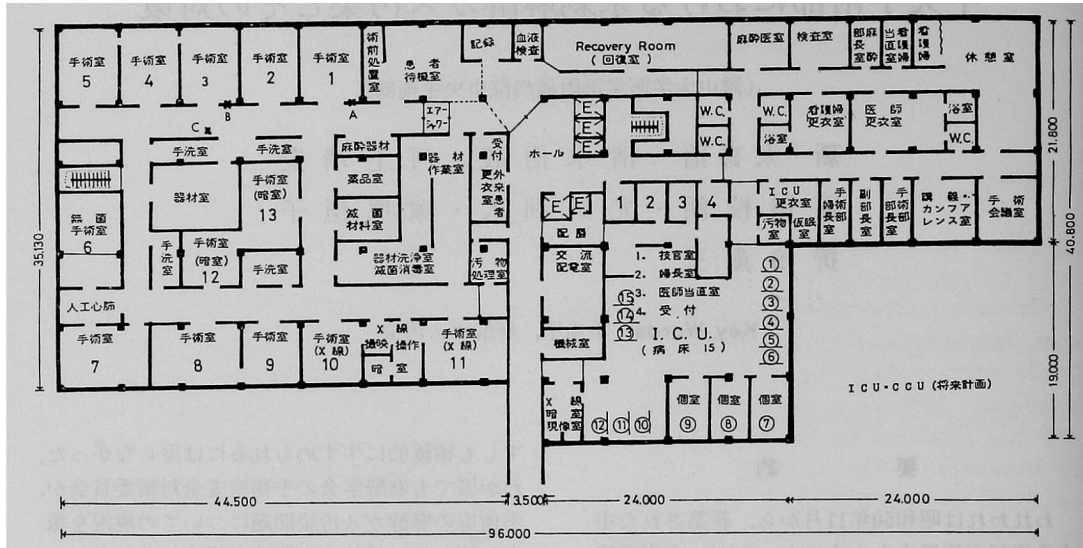 手術室
5
手術室
4
手術室
3
手術室
2
手術室
1
術前処置室
患者
待機室
記録
血液
検査
Recovery Room
(回復室)
麻酔医室
検査室
麻酔
部長室
看護婦
当直室
看護婦
休憩室
A
B
C
エアー
シャワー
E
E
E
W.C.
W.C.
W.C.
浴室
看護婦
更衣室
医師
更衣室
浴室
W.C.
手洗室
手洗室
麻酔器材
器材
作業室
受付
外来患者
更衣室
ホール
器材室
手術室
(暗室)
13
薬品室
滅菌
材料室
無菌
手術室
6
手洗室
手術室
(暗室)
12
手洗室
器材洗浄室
滅菌消毒室
汚物
処理室
E
E
配膳
1
2
3
4
ICU
更衣室
汚物室
仮眠室
手術部長室
副部長室
手術部婦長室
講義・
カンファ
レンス室
手術
会議室
交流
配電室
1. 技官室
2. 婦長室
3. 医師当直室
4. 受付
⑮
⑭
⑬
①
②
③
④
⑤
⑥
I.C.U.
(病床 15)
人工心肺
手術室
7
手術室
8
手術室
9
手術室
(X線)
10
X線
操作
暗室
手術室
(X線)
11
機械室
X線
暗室
現像室
⑫
⑪
⑩
個室
⑨
個室
⑧
個室
⑦
ICU・CCU (将来計画)
35.130
21.800
40.800
19.000
44.500
3.500
24.000
24.000
96.000